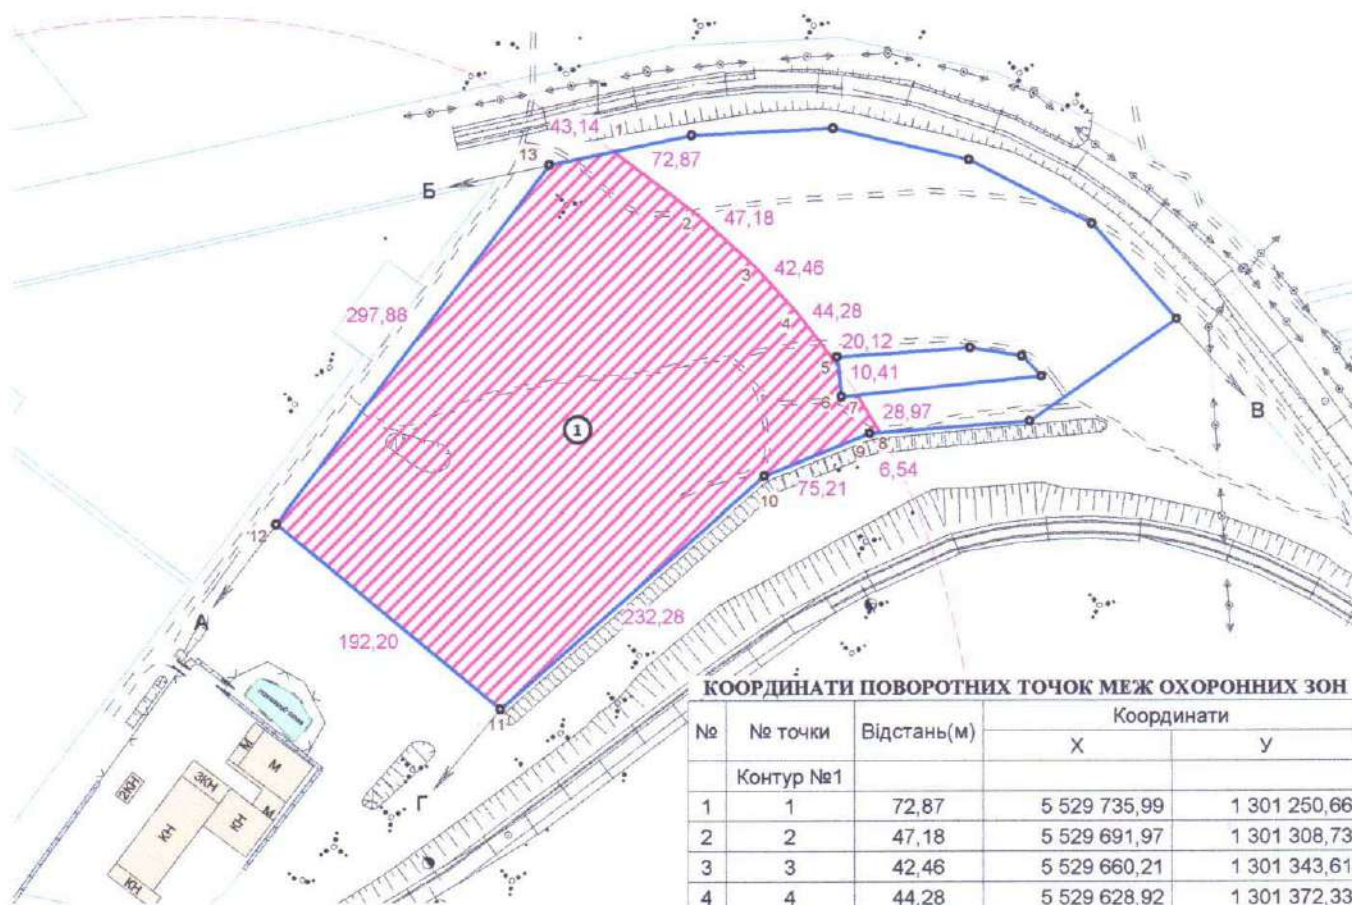 43,14
1
13
72,87
Б
2
47,18
3
42,46
297,88
4
44,28
20,12
5
10,41
6
7
28,97
В
1
8
9
6,54
75,21
10
12
232,28
А
192,20
11
Г
М
М
М
2КН
3КН
КН
КН
КН
КООРДИНАТИ ПОВОРОТНИХ ТОЧОК МЕЖ ОХОРОННИХ ЗОН
№ № точки Відстань(м) Координати
X У
Контур №1
1 1 72,87 5 529 735,99 1 301 250,66
2 2 47,18 5 529 691,97 1 301 308,73
3 3 42,46 5 529 660,21 1 301 343,61
4 4 44,28 5 529 628,92 1 301 372,33